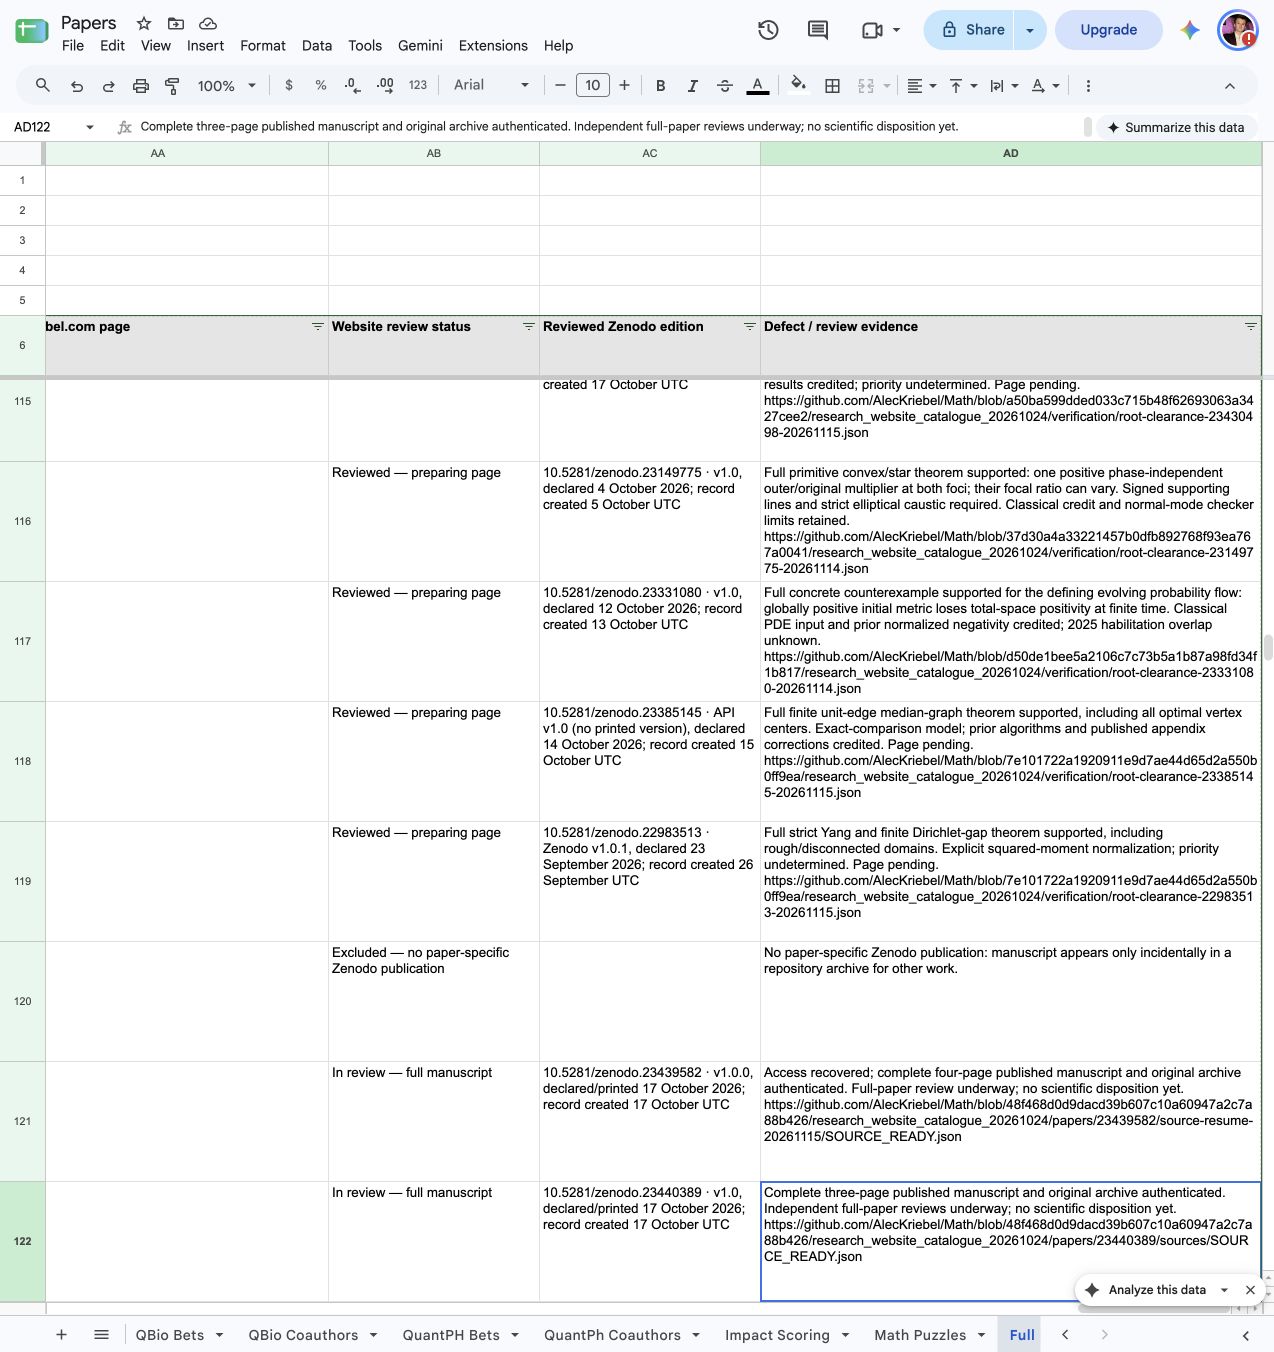 Papers
File Edit View Insert Format Data Tools Gemini Extensions Help
Share
Upgrade
100% $ % .0 .00 123 Arial 10 B I S A
AD122 fx Complete three-page published manuscript and original archive authenticated. Independent full-paper reviews underway; no scientific disposition yet.
Summarize this data
AA AB AC AD
1
2
3
4
5
6
bel.com page
Website review status
Reviewed Zenodo edition
Defect / review evidence
115
created 17 October UTC
results credited; priority undetermined. Page pending.
https://github.com/AlecKriebel/Math/blob/a50ba599dded033c715b48f62693063a34
27cee2/research_website_catalogue_20261024/verification/root-clearance-23430
498-20261115.json
116
Reviewed — preparing page
10.5281/zenodo.23149775 · v1.0,
declared 4 October 2026; record
created 5 October UTC
Full primitive convex/star theorem supported: one positive phase-independent
outer/original multiplier at both foci; their focal ratio can vary. Signed supporting
lines and strict elliptical caustic required. Classical credit and normal-mode checker
limits retained.
https://github.com/AlecKriebel/Math/blob/37d30a4a33221457b0dfb892768f93ea76
7a0041/research_website_catalogue_20261024/verification/root-clearance-231497
75-20261114.json
117
Reviewed — preparing page
10.5281/zenodo.23331080 · v1.0,
declared 12 October 2026; record
created 13 October UTC
Full concrete counterexample supported for the defining evolving probability flow:
globally positive initial metric loses total-space positivity at finite time. Classical
PDE input and prior normalized negativity credited; 2025 habilitation overlap
unknown.
https://github.com/AlecKriebel/Math/blob/d50de1bee5a2106c7c73b5a1b87a98fd34f
1b817/research_website_catalogue_20261024/verification/root-clearance-2333108
0-20261114.json
118
Reviewed — preparing page
10.5281/zenodo.23385145 · API
v1.0 (no printed version), declared
14 October 2026; record created 15
October UTC
Full finite unit-edge median-graph theorem supported, including all optimal vertex
centers. Exact-comparison model; prior algorithms and published appendix
corrections credited. Page pending.
https://github.com/AlecKriebel/Math/blob/7e101722a1920911e9d7ae44d65d2a550b
0ff9ea/research_website_catalogue_20261024/verification/root-clearance-2338514
5-20261115.json
119
Reviewed — preparing page
10.5281/zenodo.22983513 ·
Zenodo v1.0.1, declared 23
September 2026; record created 26
September UTC
Full strict Yang and finite Dirichlet-gap theorem supported, including
rough/disconnected domains. Explicit squared-moment normalization; priority
undetermined. Page pending.
https://github.com/AlecKriebel/Math/blob/7e101722a1920911e9d7ae44d65d2a550b
0ff9ea/research_website_catalogue_20261024/verification/root-clearance-2298351
3-20261115.json
120
Excluded — no paper-specific
Zenodo publication
No paper-specific Zenodo publication: manuscript appears only incidentally in a
repository archive for other work.
121
In review — full manuscript
10.5281/zenodo.23439582 · v1.0.0,
declared/printed 17 October 2026;
record created 17 October UTC
Access recovered; complete four-page published manuscript and original archive
authenticated. Full-paper review underway; no scientific disposition yet.
https://github.com/AlecKriebel/Math/blob/48f468d0d9dacd39b607c10a60947a2c7a
88b426/research_website_catalogue_20261024/papers/23439582/source-resume-
20261115/SOURCE_READY.json
122
In review — full manuscript
10.5281/zenodo.23440389 · v1.0,
declared/printed 17 October 2026;
record created 17 October UTC
Complete three-page published manuscript and original archive authenticated.
Independent full-paper reviews underway; no scientific disposition yet.
https://github.com/AlecKriebel/Math/blob/48f468d0d9dacd39b607c10a60947a2c7a
88b426/research_website_catalogue_20261024/papers/23440389/sources/SOUR
CE_READY.json
Analyze this data
QBio Bets QBio Coauthors QuantPH Bets QuantPh Coauthors Impact Scoring Math Puzzles Full